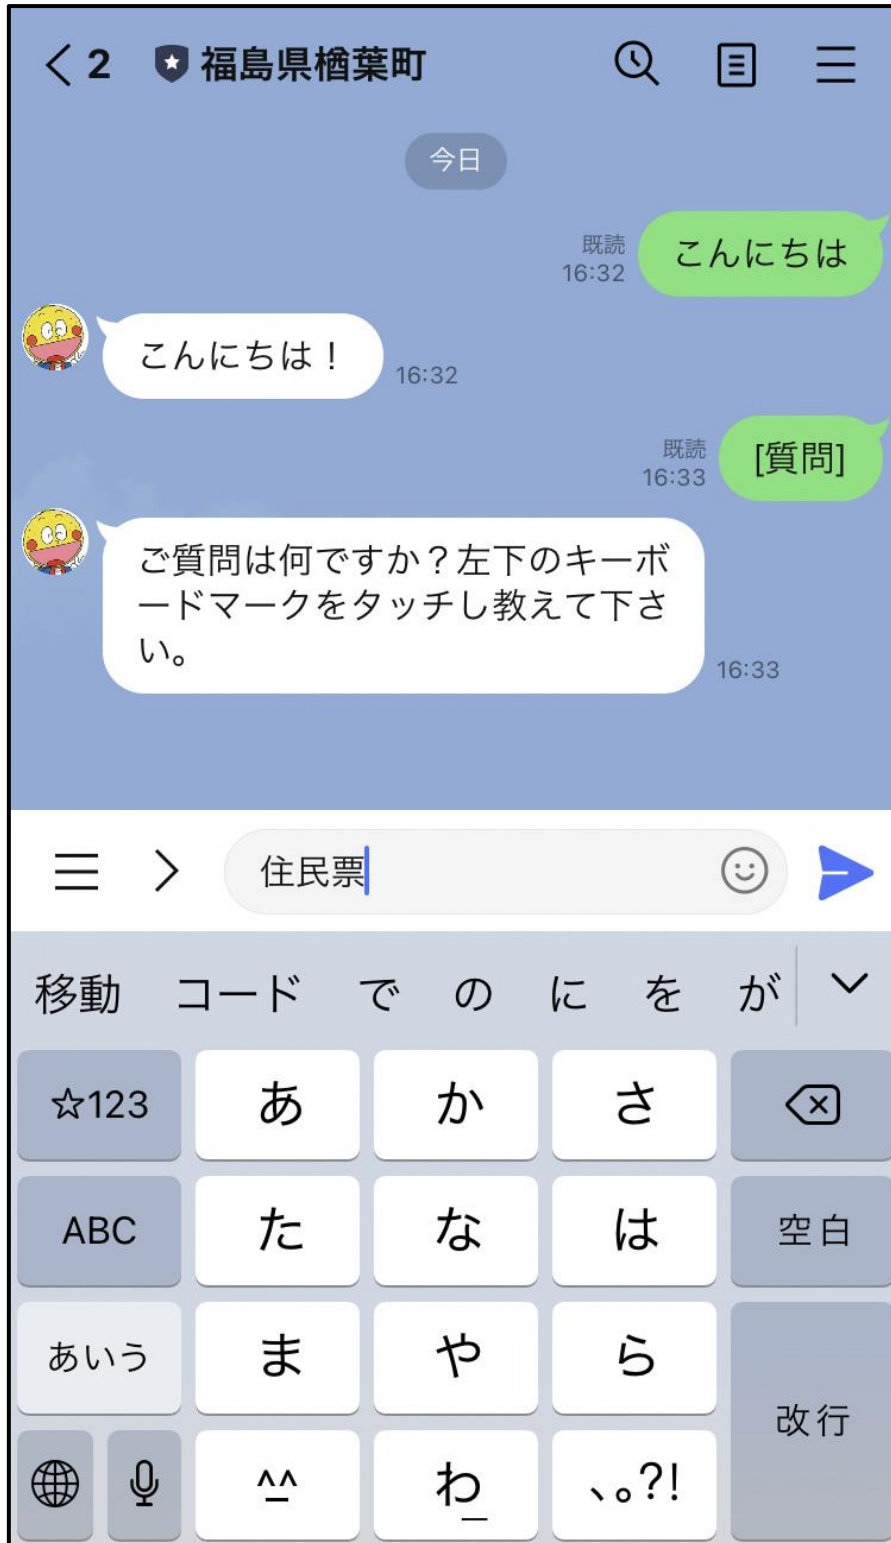 2 福島県楢葉町
今日
既読
16:32
こんにちは
こんにちは！
16:32
既読
16:33
[質問]
ご質問は何ですか？左下のキーボ
ードマークをタッチし教えて下さ
い。
16:33
住民票
移動 コード で の に を が
☆123 あ か さ
ABC た な は 空白
あいう ま や ら
改行
^^ わ 、。?!